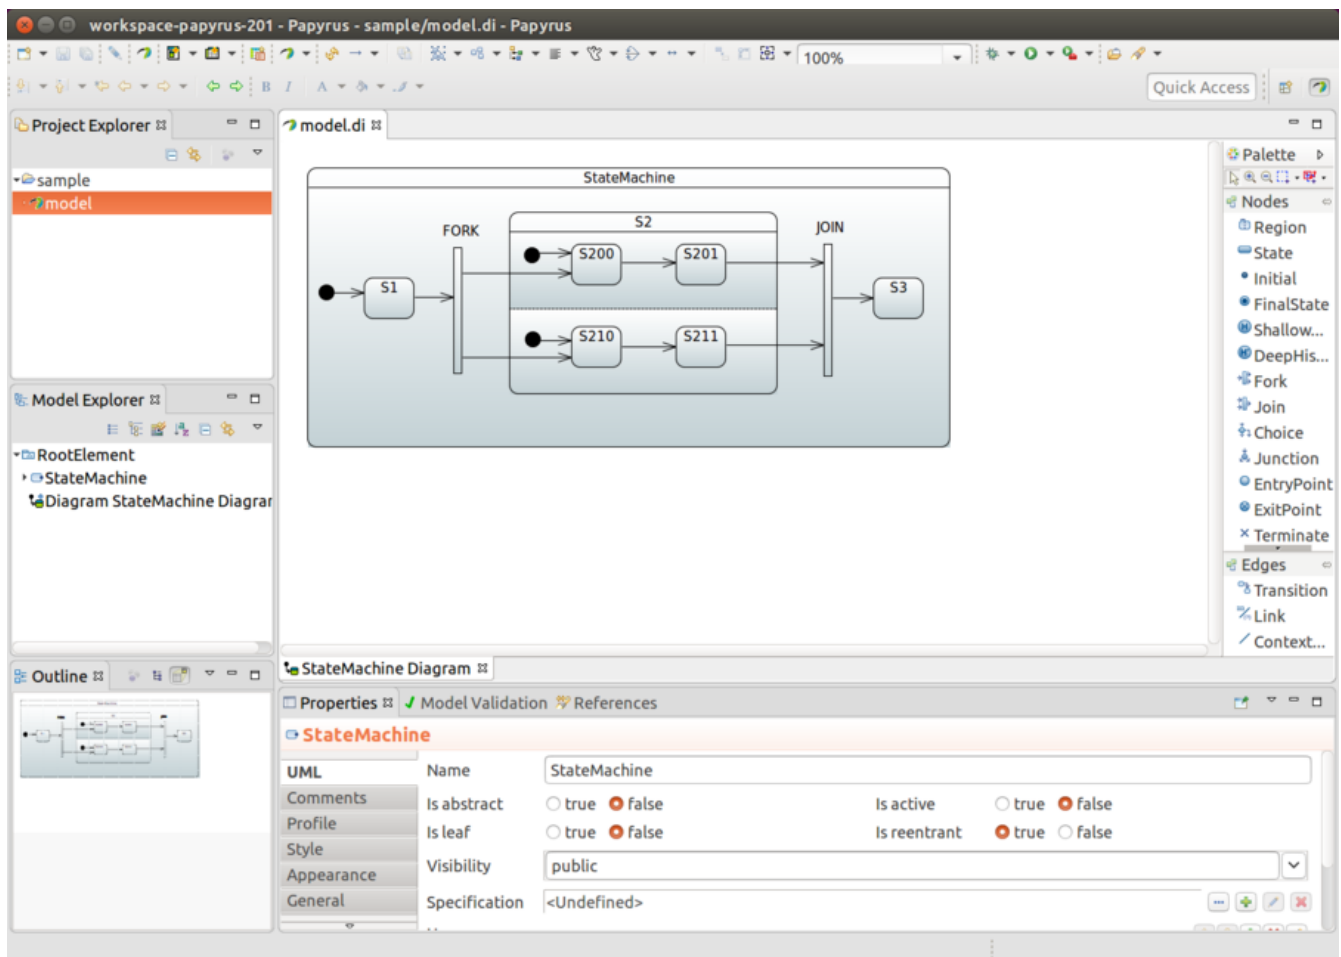 workspace-papyrus-201 - Papyrus - sample/model.di - Papyrus
100%
B I A
Quick Access
Project Explorer
sample
model
Model Explorer
RootElement
StateMachine
Diagram StateMachine Diagrar
Outline
model.di
StateMachine
FORK
S2
JOIN
S200
S201
S1
S3
S210
S211
Palette
Nodes
Region
State
Initial
FinalState
Shallow...
DeepHis...
Fork
Join
Choice
Junction
EntryPoint
ExitPoint
Terminate
Edges
Transition
Link
Context...
StateMachine Diagram
Properties
Model Validation
References
StateMachine
UML
Comments
Profile
Style
Appearance
General
Name
StateMachine
Is abstract
true
false
Is active
true
false
Is leaf
true
false
Is reentrant
true
false
Visibility
public
Specification
<Undefined>